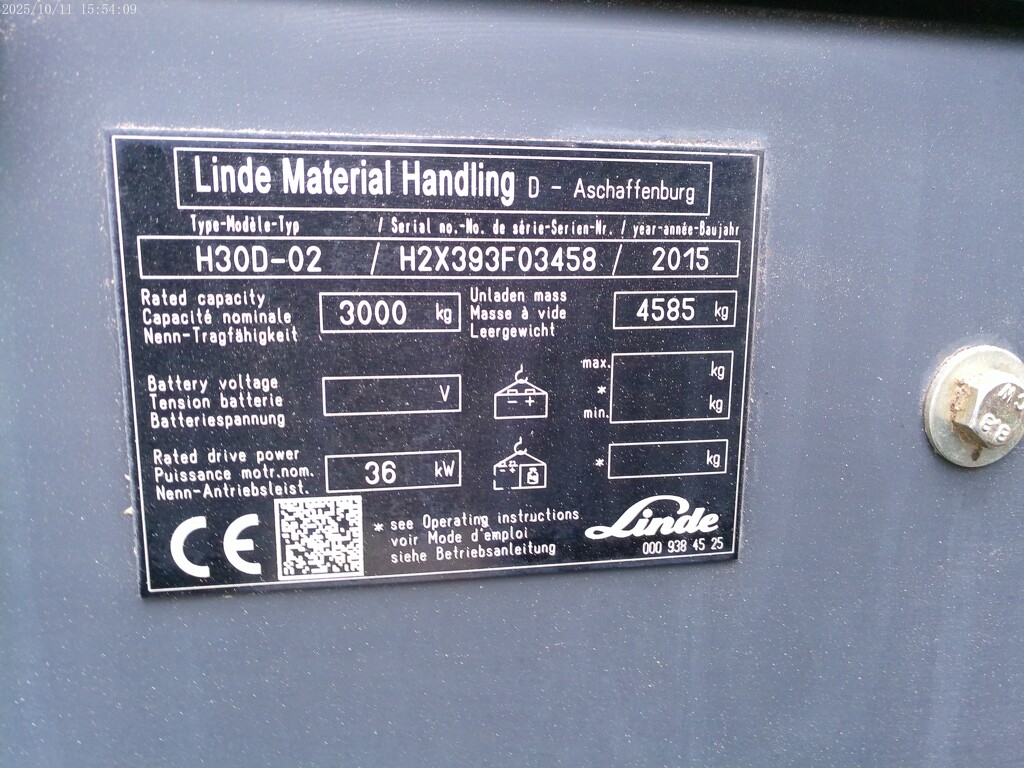 2025/10/11 15:54:09
Linde Material Handling D - Aschaffenburg
Type-Modèle-Typ / Serial no.-No. de série-Serien-Nr. / year-année-Baujahr
H30D-02 / H2X393F03458 / 2015
Rated capacity
Capacité nominale
Nenn-Tragfähigkeit
3000 kg
Unladen mass
Masse à vide
Leergewicht
4585 kg
Battery voltage
Tension batterie
Batteriespannung
V
- +
max. kg
*
min. kg
Rated drive power
Puissance motr.nom.
Nenn-Antriebsleist.
36 kW
- +
* kg
CE
* see Operating instructions
voir Mode d'emploi
siehe Betriebsanleitung
Linde
000 938 45 25